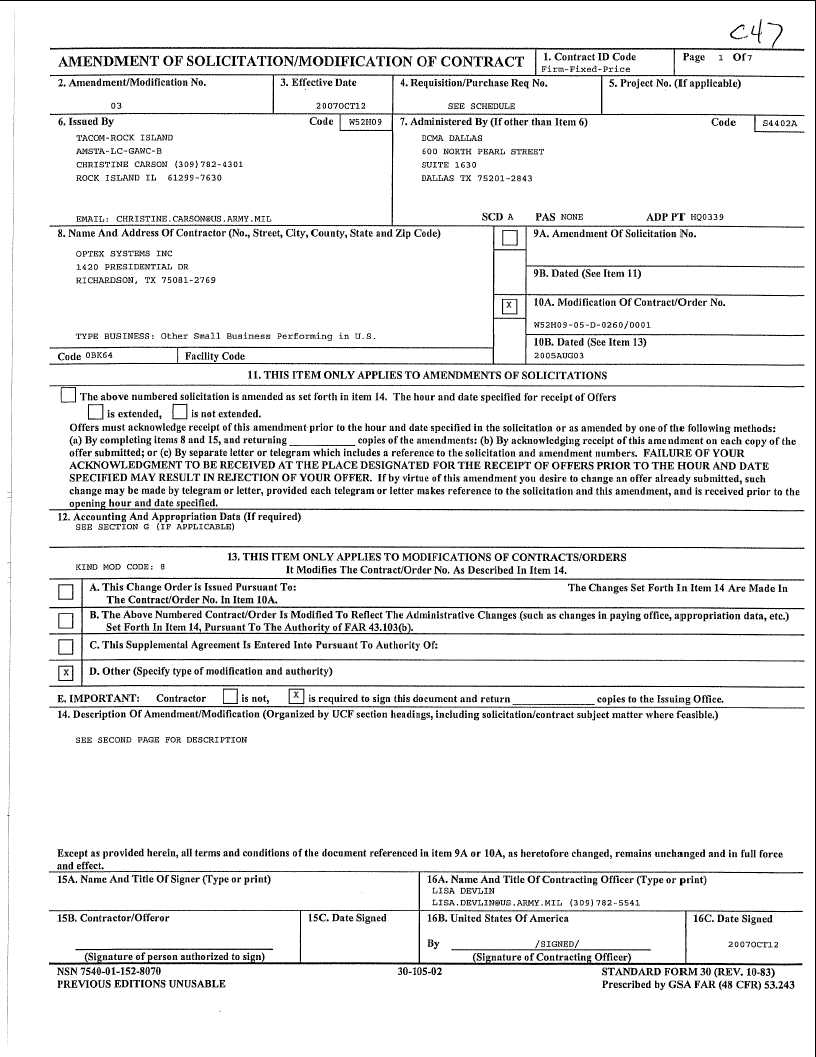 C47
AMENDMENT OF SOLICITATION/MODIFICATION OF CONTRACT
1. Contract ID Code
Firm-Fixed-Price
Page 1 Of 7
2. Amendment/Modification No.
03
3. Effective Date
2007OCT12
4. Requisition/Purchase Req No.
SEE SCHEDULE
5. Project No. (If applicable)
6. Issued By
Code W52H09
TACOM-ROCK ISLAND
AMSTA-LC-GAWC-B
CHRISTINE CARSON (309)782-4301
ROCK ISLAND IL 61299-7630
EMAIL: CHRISTINE.CARSON@US.ARMY.MIL
7. Administered By (If other than Item 6)
Code S4402A
DCMA DALLAS
600 NORTH PEARL STREET
SUITE 1630
DALLAS TX 75201-2843
SCD A PAS NONE ADP PT HQ0339
8. Name And Address Of Contractor (No., Street, City, County, State and Zip Code)
OPTEX SYSTEMS INC
1420 PRESIDENTIAL DR
RICHARDSON, TX 75081-2769
TYPE BUSINESS: Other Small Business Performing in U.S.
Code 0BK64 Facility Code
9A. Amendment Of Solicitation No.
9B. Dated (See Item 11)
X 10A. Modification Of Contract/Order No.
W52H09-05-D-0260/0001
10B. Dated (See Item 13)
2005AUG03
11. THIS ITEM ONLY APPLIES TO AMENDMENTS OF SOLICITATIONS
The above numbered solicitation is amended as set forth in item 14. The hour and date specified for receipt of Offers
is extended, is not extended.
Offers must acknowledge receipt of this amendment prior to the hour and date specified in the solicitation or as amended by one of the following methods:
(a) By completing items 8 and 15, and returning ____________ copies of the amendments: (b) By acknowledging receipt of this amendment on each copy of the
offer submitted; or (c) By separate letter or telegram which includes a reference to the solicitation and amendment numbers. FAILURE OF YOUR
ACKNOWLEDGMENT TO BE RECEIVED AT THE PLACE DESIGNATED FOR THE RECEIPT OF OFFERS PRIOR TO THE HOUR AND DATE
SPECIFIED MAY RESULT IN REJECTION OF YOUR OFFER. If by virtue of this amendment you desire to change an offer already submitted, such
change may be made by telegram or letter, provided each telegram or letter makes reference to the solicitation and this amendment, and is received prior to the
opening hour and date specified.
12. Accounting And Appropriation Data (If required)
SEE SECTION G (IF APPLICABLE)
13. THIS ITEM ONLY APPLIES TO MODIFICATIONS OF CONTRACTS/ORDERS
KIND MOD CODE: 8
It Modifies The Contract/Order No. As Described In Item 14.
A. This Change Order is Issued Pursuant To: The Changes Set Forth In Item 14 Are Made In
The Contract/Order No. In Item 10A.
B. The Above Numbered Contract/Order Is Modified To Reflect The Administrative Changes (such as changes in paying office, appropriation data, etc.)
Set Forth In Item 14, Pursuant To The Authority of FAR 43.103(b).
C. This Supplemental Agreement Is Entered Into Pursuant To Authority Of:
X D. Other (Specify type of modification and authority)
E. IMPORTANT: Contractor is not, X is required to sign this document and return ______________ copies to the Issuing Office.
14. Description Of Amendment/Modification (Organized by UCF section headings, including solicitation/contract subject matter where feasible.)
SEE SECOND PAGE FOR DESCRIPTION
Except as provided herein, all terms and conditions of the document referenced in item 9A or 10A, as heretofore changed, remains unchanged and in full force
and effect.
15A. Name And Title Of Signer (Type or print)
16A. Name And Title Of Contracting Officer (Type or print)
LISA DEVLIN
LISA.DEVLIN@US.ARMY.MIL (309)782-5541
15B. Contractor/Offeror
(Signature of person authorized to sign)
15C. Date Signed
16B. United States Of America
By /SIGNED/
(Signature of Contracting Officer)
16C. Date Signed
2007OCT12
NSN 7540-01-152-8070 30-105-02 STANDARD FORM 30 (REV. 10-83)
PREVIOUS EDITIONS UNUSABLE Prescribed by GSA FAR (48 CFR) 53.243